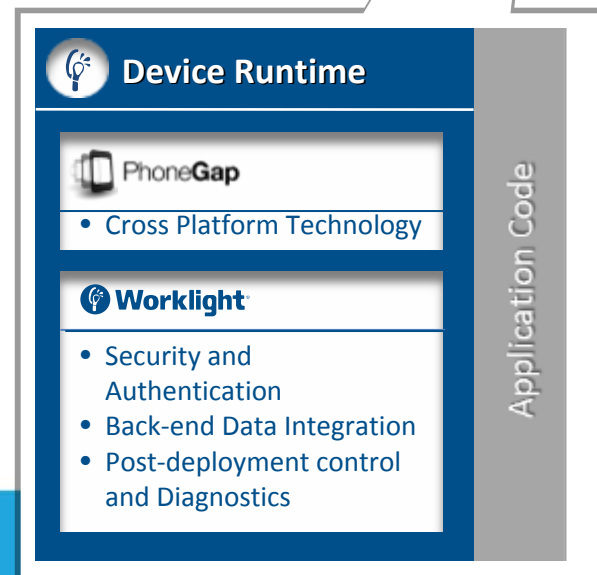 Device Runtime
PhoneGap
• Cross Platform Technology
Worklight
• Security and
Authentication
• Back-end Data Integration
• Post-deployment control
and Diagnostics
Application Code